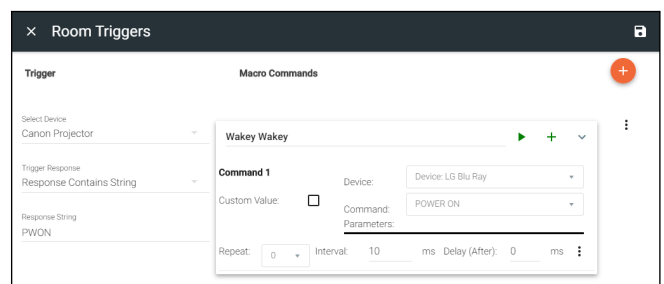 Room Triggers
Trigger Macro Commands
Select Device
Canon Projector
Trigger Response
Response Contains String
Response String
PWON
Wakey Wakey
Command 1
Device: Device: LG Blu Ray
Custom Value:
Command: POWER ON
Parameters:
Repeat: 0 Interval: 10 ms Delay (After): 0 ms